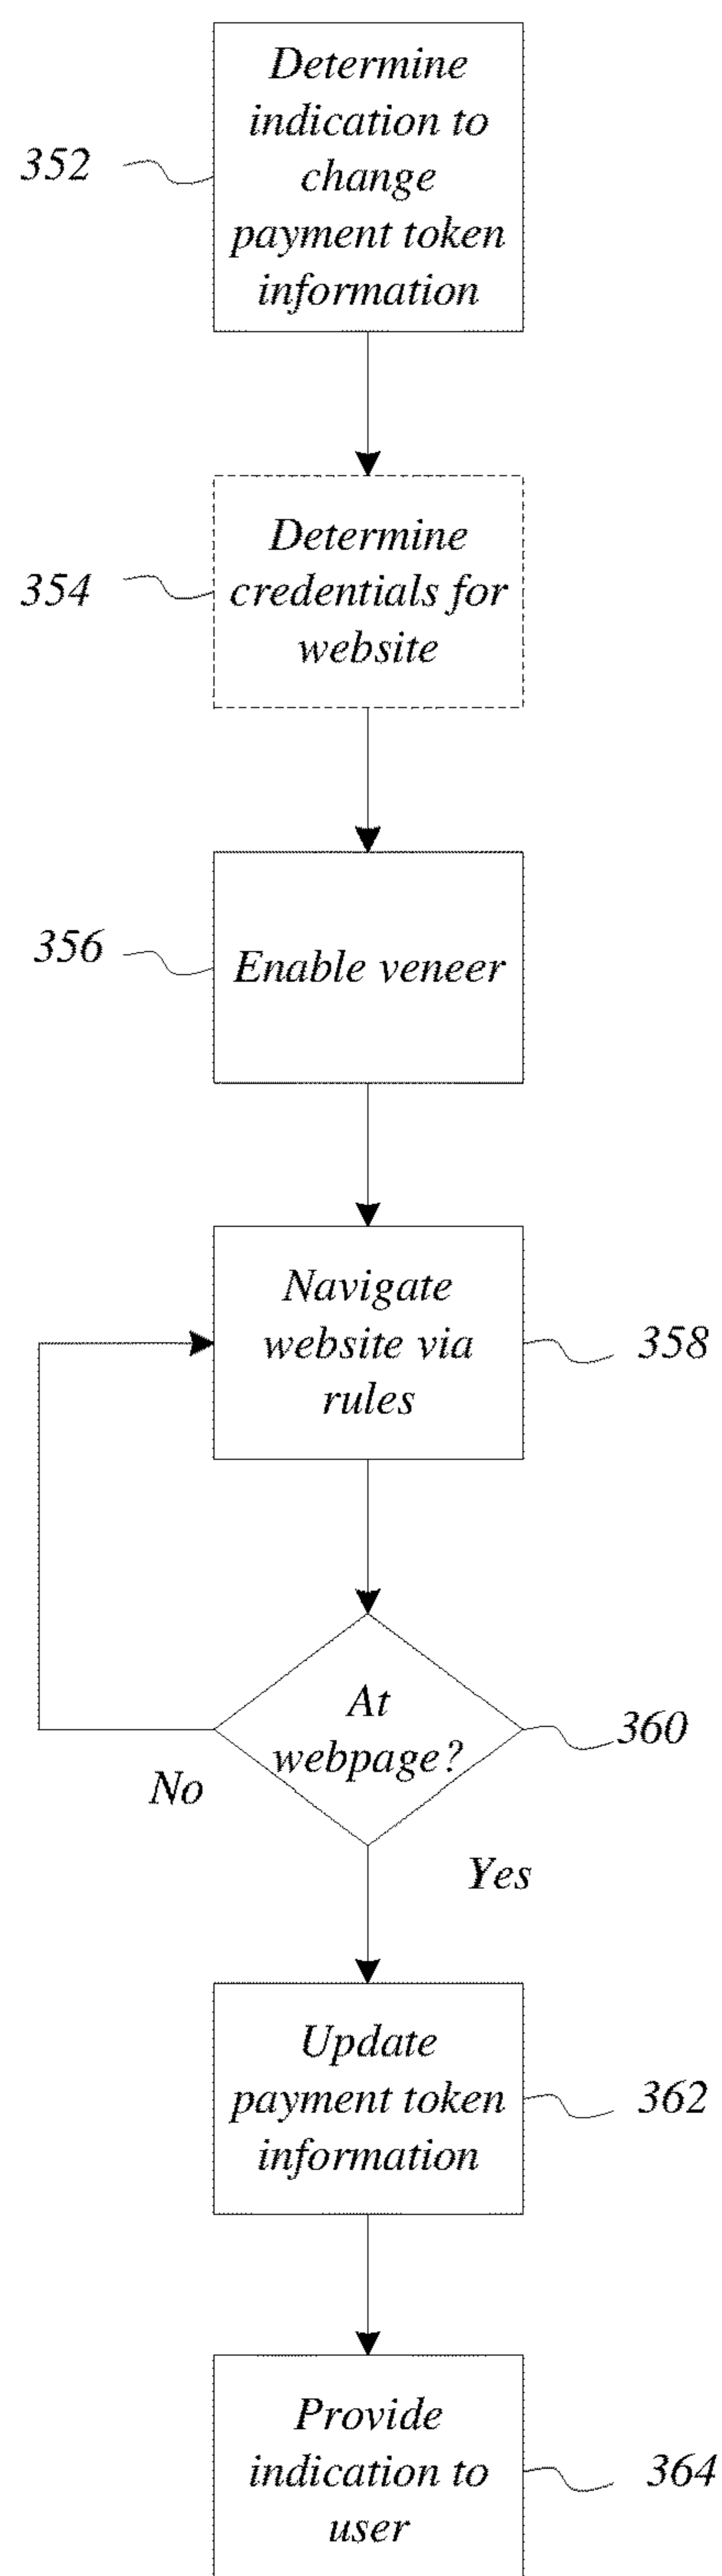 Determine
indication to
change
payment token
information
352
Determine
credentials for
website
354
Enable veneer
356
Navigate
website via
rules
358
At
webpage?
360
No
Yes
Update
payment token
information
362
Provide
indication to
user
364